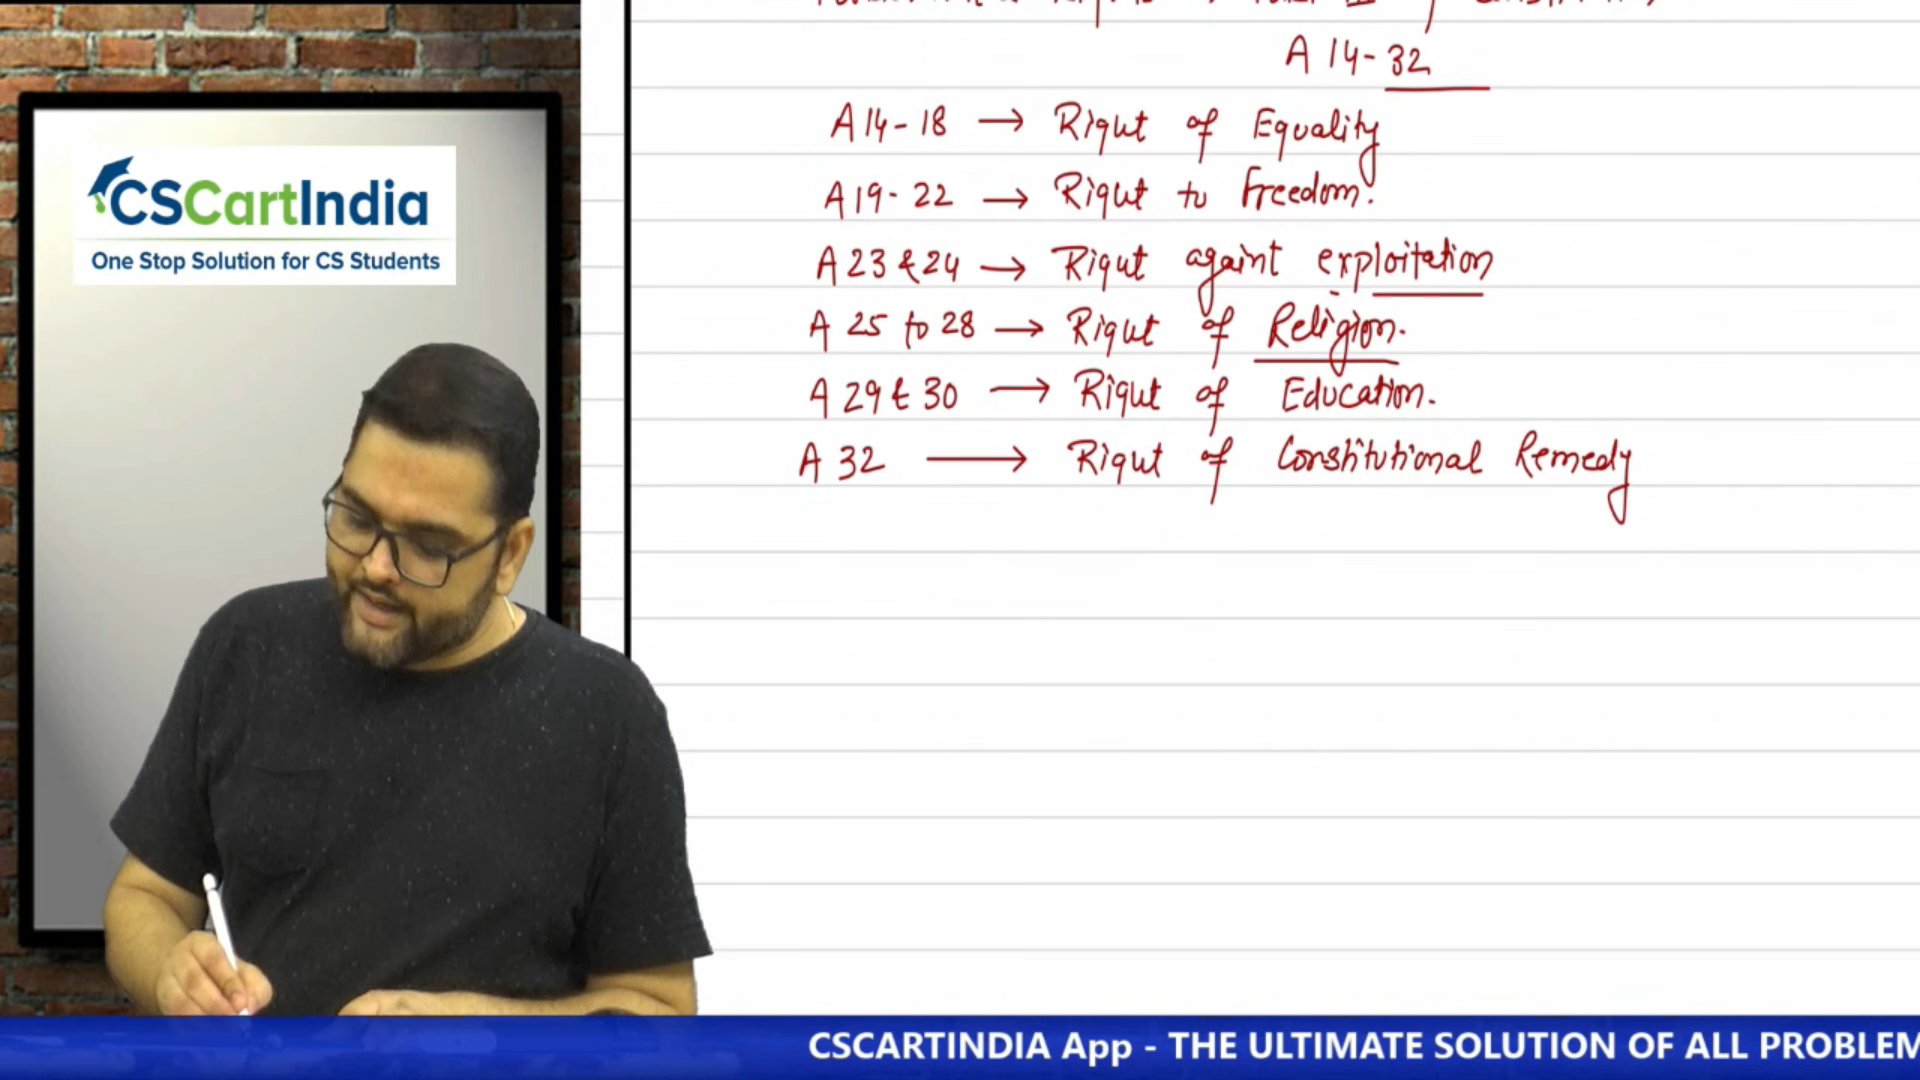 A 14-32
A14-18 → Right of Equality
A19-22 → Right to Freedom.
A 23 & 24 → Right againt exploitation
A 25 to 28 → Right of Religion.
A 29 & 30 → Right of Education.
A 32 → Right of Constitutional Remedy
CSCartIndia
One Stop Solution for CS Students
CSCARTINDIA App - THE ULTIMATE SOLUTION OF ALL PROBLEM